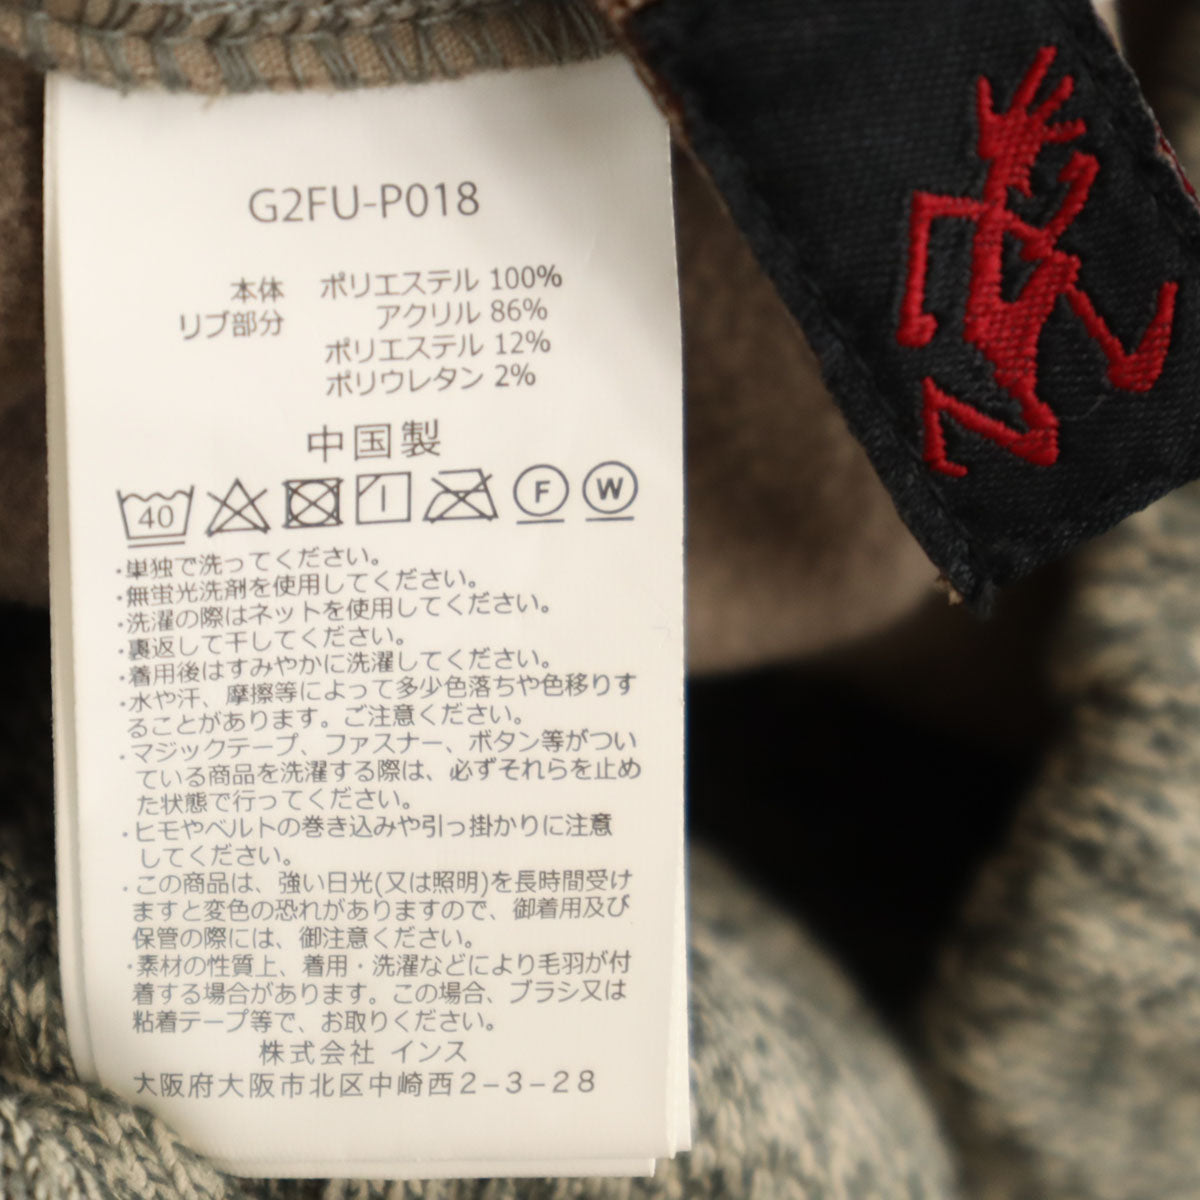 G2FU-P018
本体 ポリエステル 100%
リブ部分 アクリル 86%
ポリエステル 12%
ポリウレタン 2%
中国製
40 F W
・単独で洗ってください。
・無蛍光洗剤を使用してください。
・洗濯の際はネットを使用してください。
・裏返して干してください。
・着用後はすみやかに洗濯してください。
・水や汗、摩擦等によって多少色落ちや色移りす
ることがあります。ご注意ください。
・マジックテープ、ファスナー、ボタン等がつい
ている商品を洗濯する際は、必ずそれらを止め
た状態で行ってください。
・ヒモやベルトの巻き込みや引っ掛かりに注意
してください。
・この商品は、強い日光(又は照明)を長時間受け
ますと変色の恐れがありますので、御着用及び
保管の際には、御注意ください。
・素材の性質上、着用・洗濯などにより毛羽が付
着する場合があります。この場合、ブラシ又は
粘着テープ等で、お取りください。
株式会社 インス
大阪府大阪市北区中崎西2-3-28